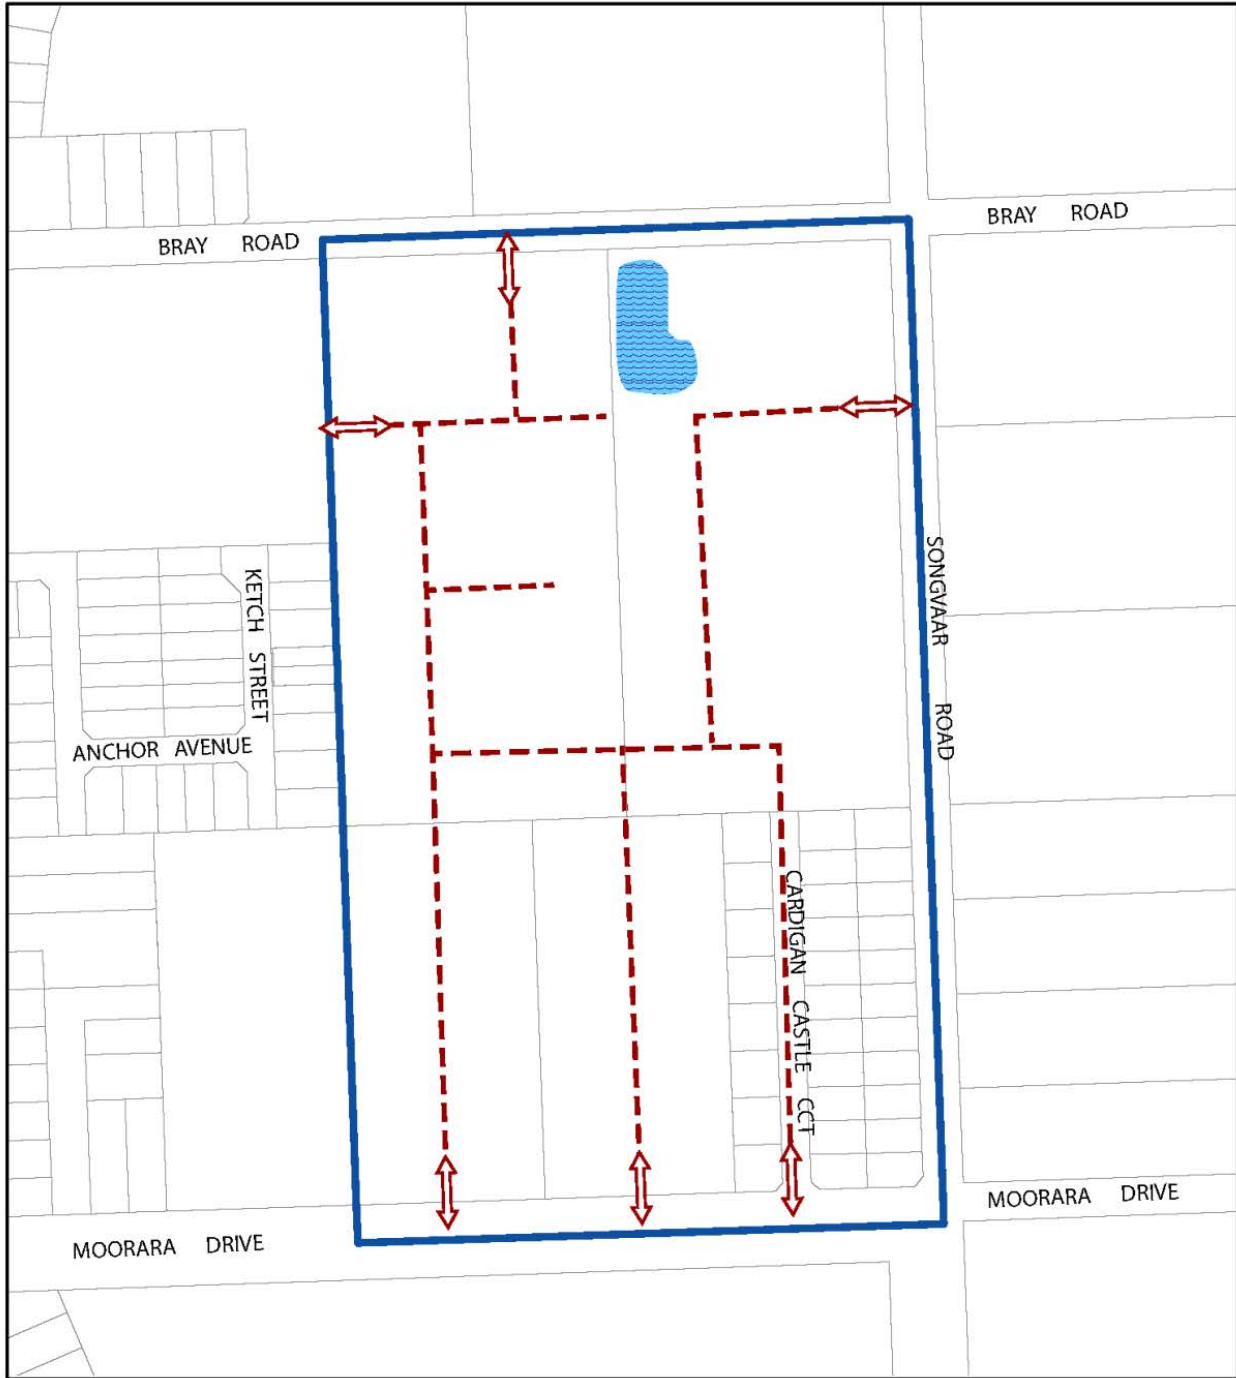 BRAY ROAD
BRAY ROAD
KETCH STREET
SONGVAAR ROAD
ANCHOR AVENUE
CARDIGAN CASTLE CCT
MOORARA DRIVE
MOORARA DRIVE